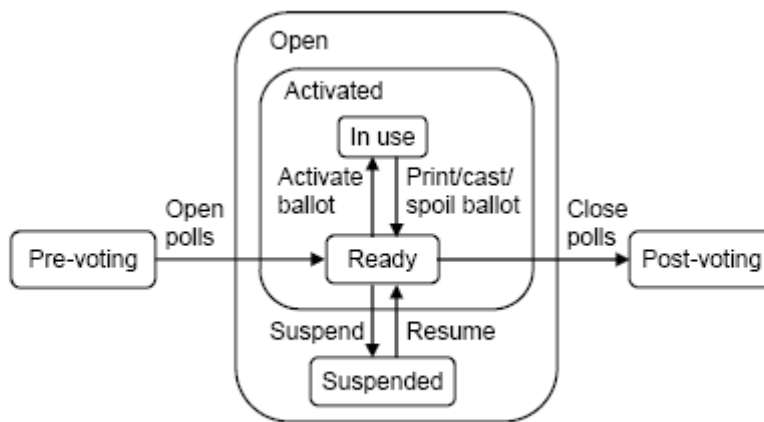 Open
Activated
In use
Activate
ballot
Print/cast/
spoil ballot
Open
polls
Close
polls
Pre-voting
Ready
Post-voting
Suspend
Resume
Suspended